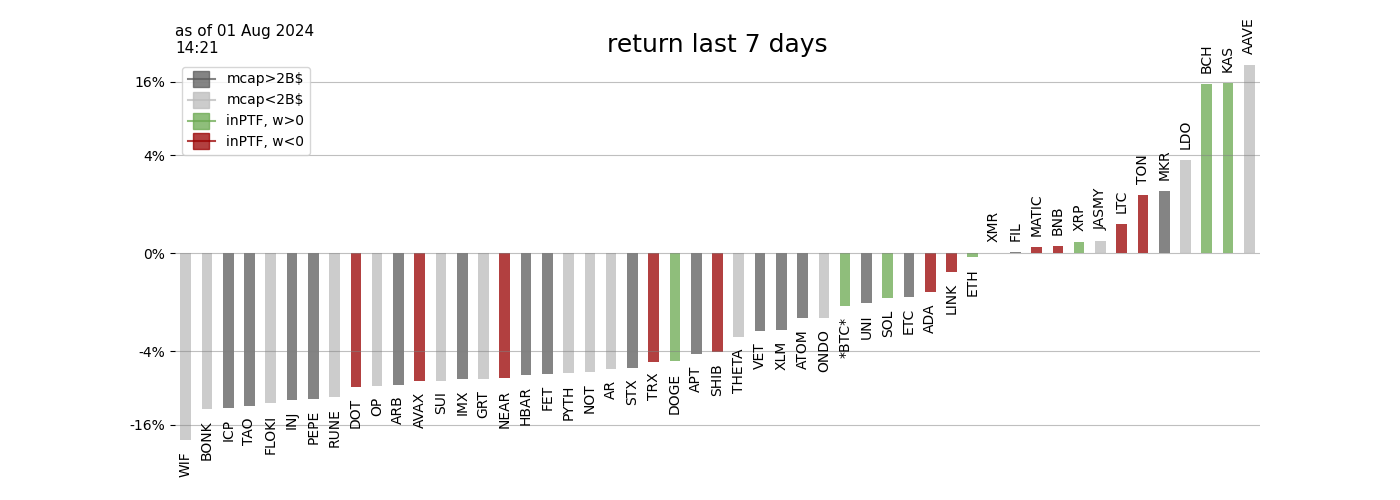 as of 01 Aug 2024
14:21
return last 7 days
mcap>2B$
mcap<2B$
inPTF, w>0
inPTF, w<0
16%
4%
0%
-4%
-16%
WIF
BONK
ICP
TAO
FLOKI
INJ
PEPE
RUNE
DOT
OP
ARB
AVAX
SUI
IMX
GRT
NEAR
HBAR
FET
PYTH
NOT
AR
STX
TRX
DOGE
APT
SHIB
THETA
VET
XLM
ATOM
ONDO
*BTC*
UNI
SOL
ETC
ADA
LINK
ETH
XMR
FIL
MATIC
BNB
XRP
JASMY
LTC
TON
MKR
LDO
BCH
KAS
AAVE